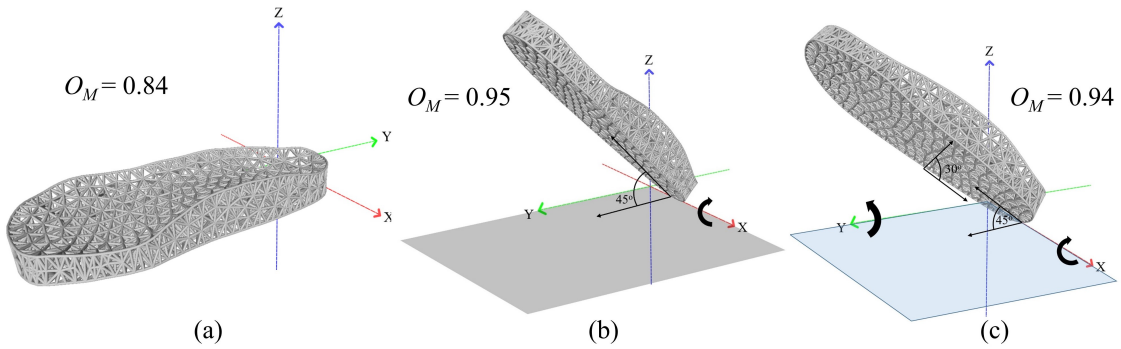 O_M = 0.84
Z
Y
X
(a)
O_M = 0.95
Z
45°
Y
X
(b)
O_M = 0.94
Z
30°
45°
Y
X
(c)